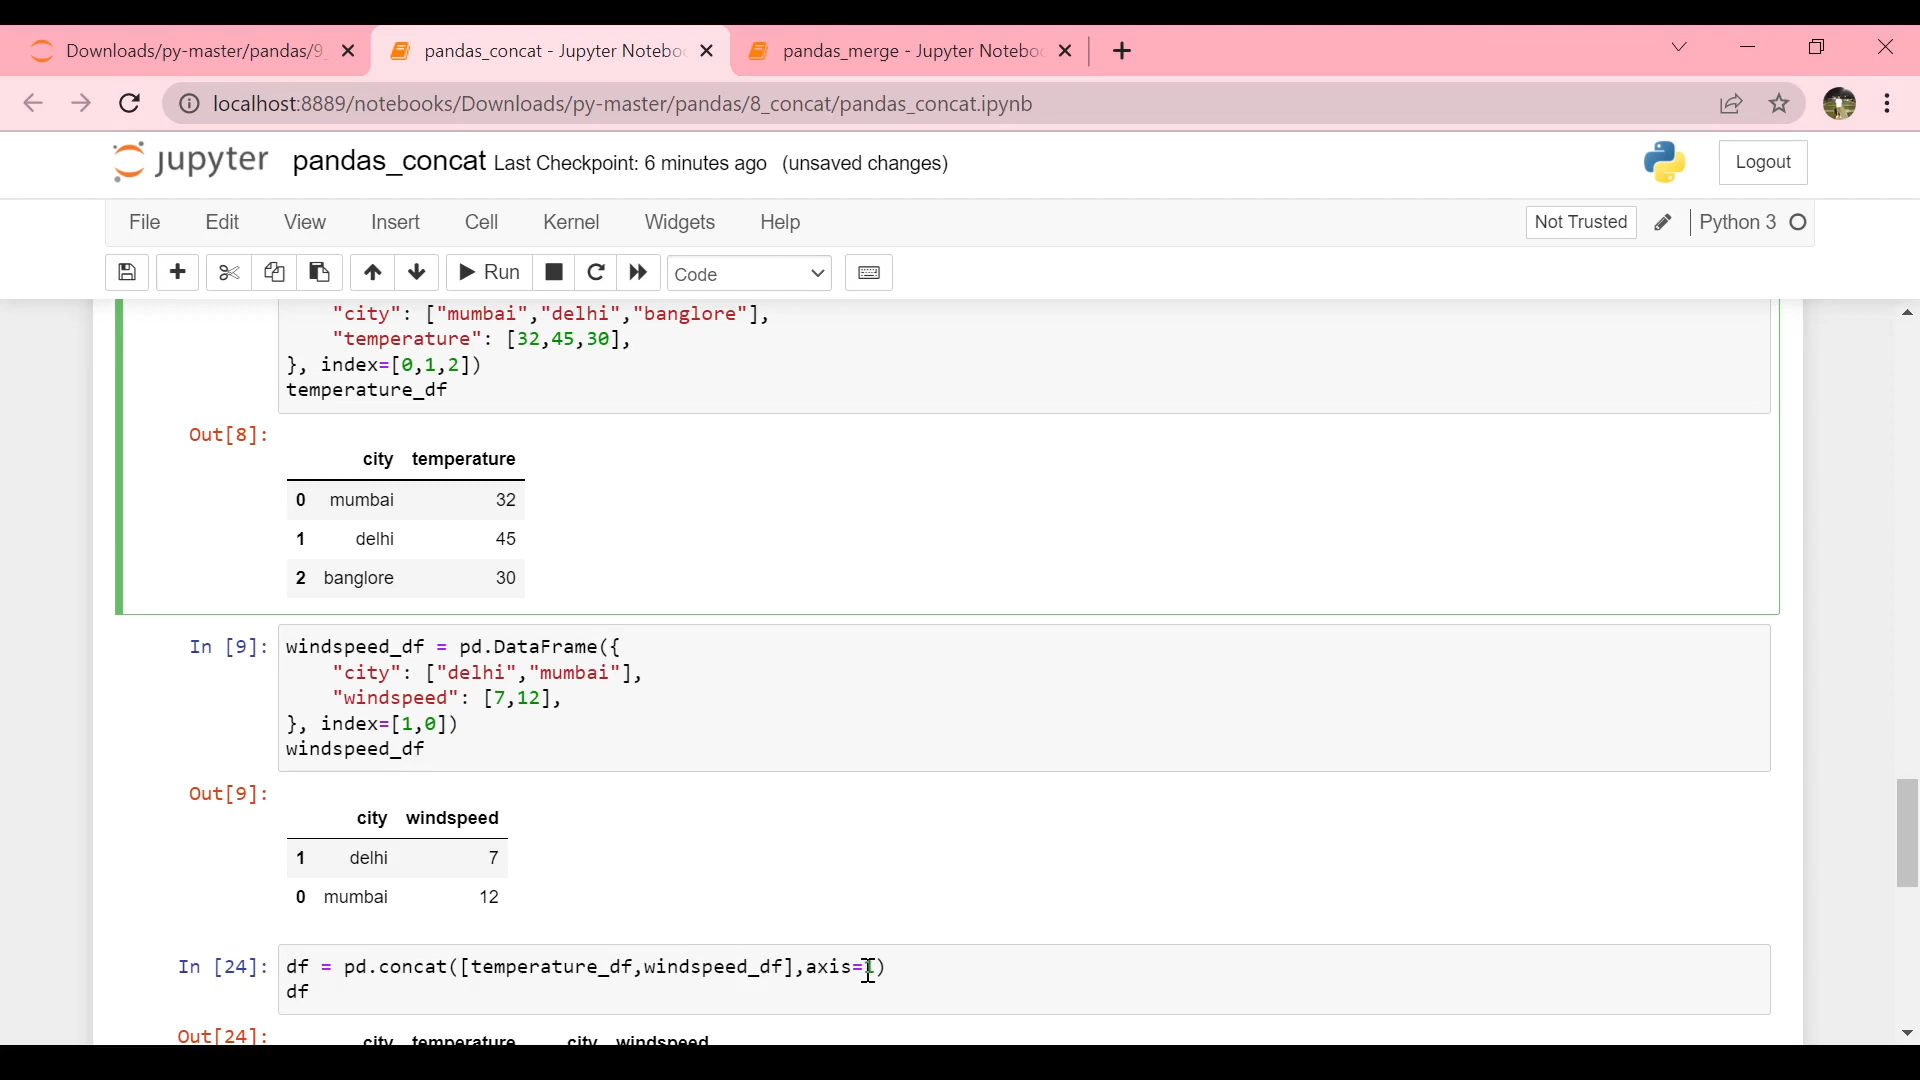 Downloads/py-master/pandas/9_
pandas_concat - Jupyter Notebo
pandas_merge - Jupyter Notebo
localhost:8889/notebooks/Downloads/py-master/pandas/8_concat/pandas_concat.ipynb
jupyter pandas_concat Last Checkpoint: 6 minutes ago (unsaved changes)
Logout
File Edit View Insert Cell Kernel Widgets Help
Not Trusted
Python 3
Run
Code
"city": ["mumbai","delhi","banglore"],
"temperature": [32,45,30],
}, index=[0,1,2])
temperature_df
Out[8]:
city temperature
0 mumbai 32
1 delhi 45
2 banglore 30
In [9]: windspeed_df = pd.DataFrame({
"city": ["delhi","mumbai"],
"windspeed": [7,12],
}, index=[1,0])
windspeed_df
Out[9]:
city windspeed
1 delhi 7
0 mumbai 12
In [24]: df = pd.concat([temperature_df,windspeed_df],axis=1)
df
Out[24]:
city temperature city windspeed